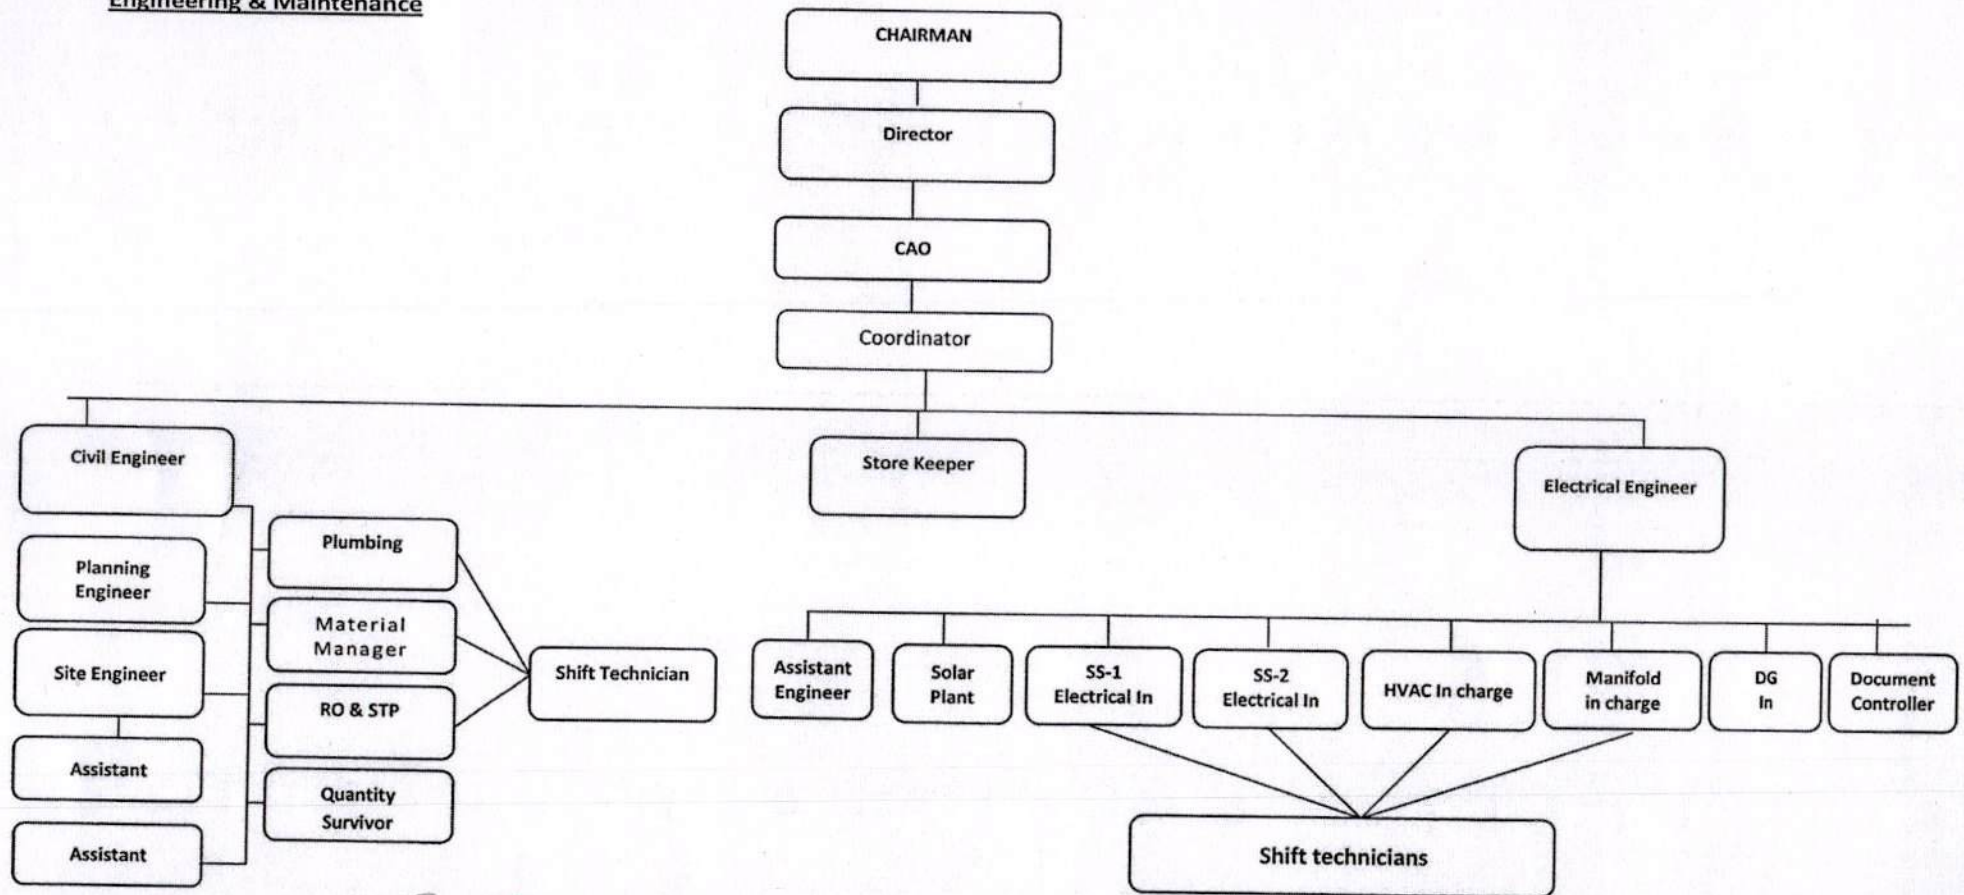 Engineering & Maintenance
CHAIRMAN
Director
CAO
Coordinator
Civil Engineer
Store Keeper
Electrical Engineer
Planning
Engineer
Site Engineer
Assistant
Assistant
Plumbing
Material
Manager
RO & STP
Quantity
Survivor
Shift Technician
Assistant
Engineer
Solar
Plant
SS-1
Electrical In
SS-2
Electrical In
HVAC In charge
Manifold
in charge
DG
In
Document
Controller
Shift technicians